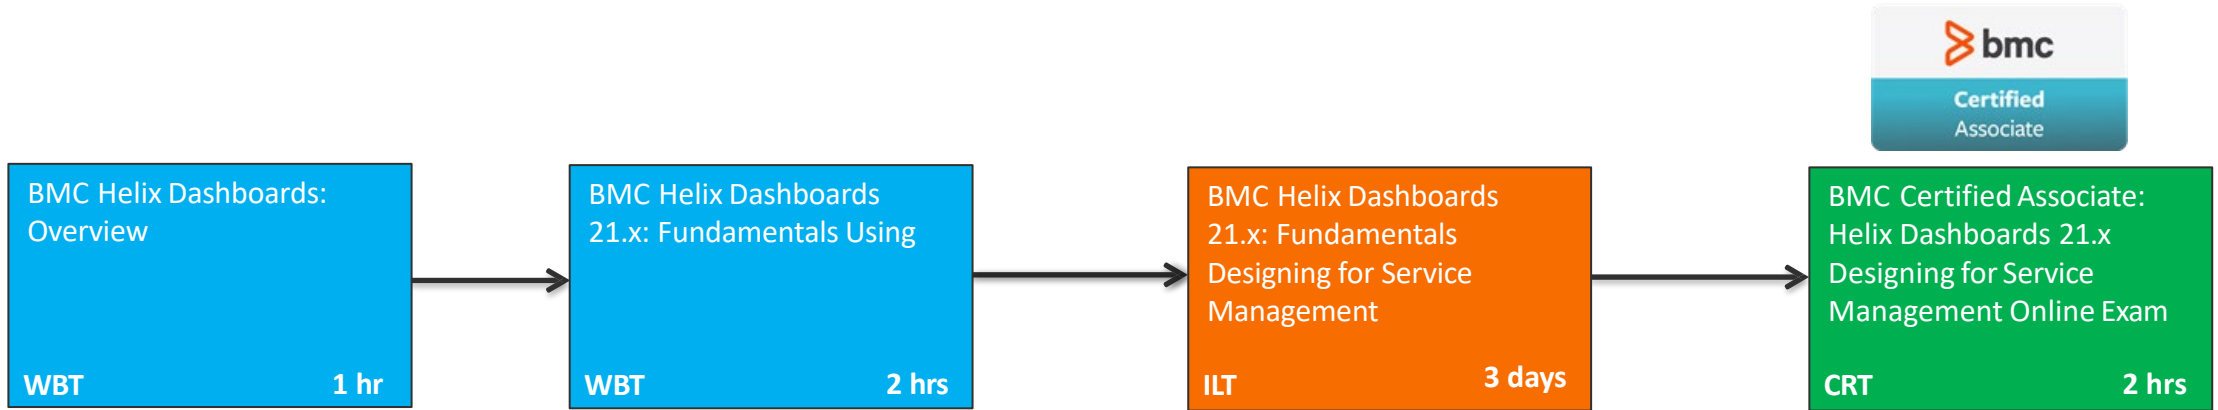 bmc
Certified
Associate
BMC Helix Dashboards:
Overview
WBT 1 hr
BMC Helix Dashboards
21.x: Fundamentals Using
WBT 2 hrs
BMC Helix Dashboards
21.x: Fundamentals
Designing for Service
Management
ILT 3 days
BMC Certified Associate:
Helix Dashboards 21.x
Designing for Service
Management Online Exam
CRT 2 hrs